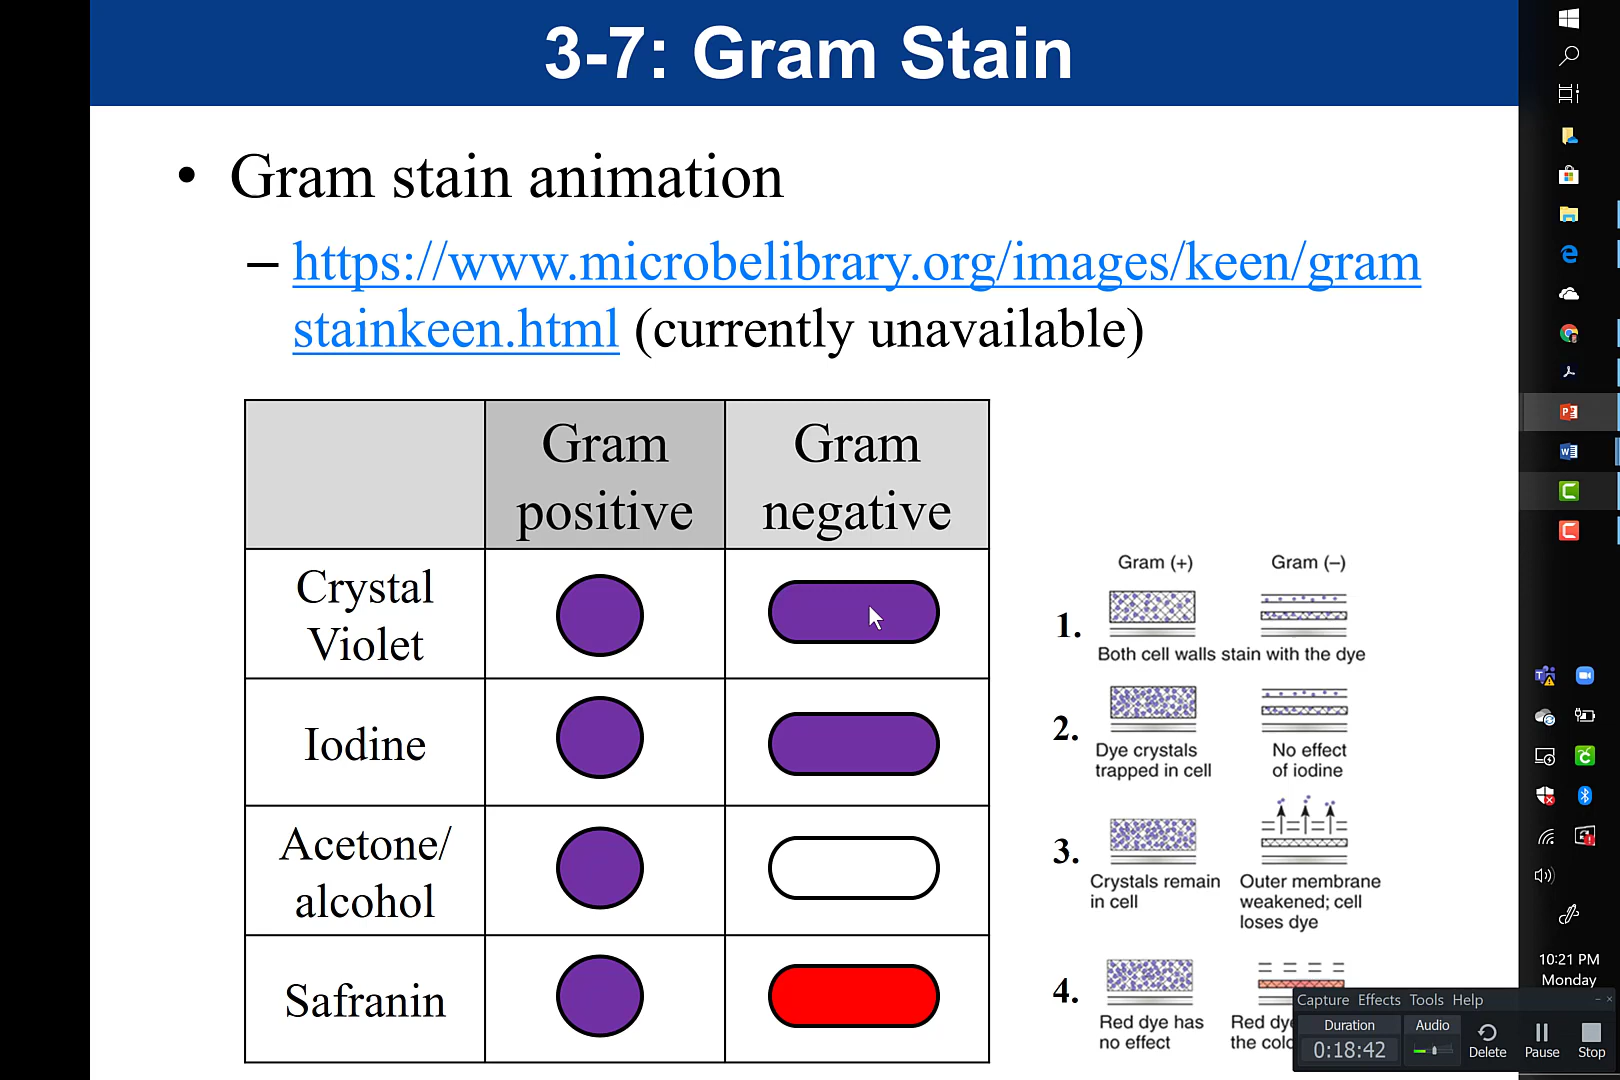 3-7: Gram Stain
• Gram stain animation
– https://www.microbelibrary.org/images/keen/gram
stainkeen.html (currently unavailable)
Gram
positive
Gram
negative
Crystal
Violet
Iodine
Acetone/
alcohol
Safranin
Gram (+)
Gram (–)
1.
Both cell walls stain with the dye
2.
Dye crystals
trapped in cell
No effect
of iodine
3.
Crystals remain
in cell
Outer membrane
weakened; cell
loses dye
4.
Red dye has
no effect
Red dye
the colo
10:21 PM
Monday
Capture Effects Tools Help
Duration
0:18:42
Audio
Delete
Pause
Stop